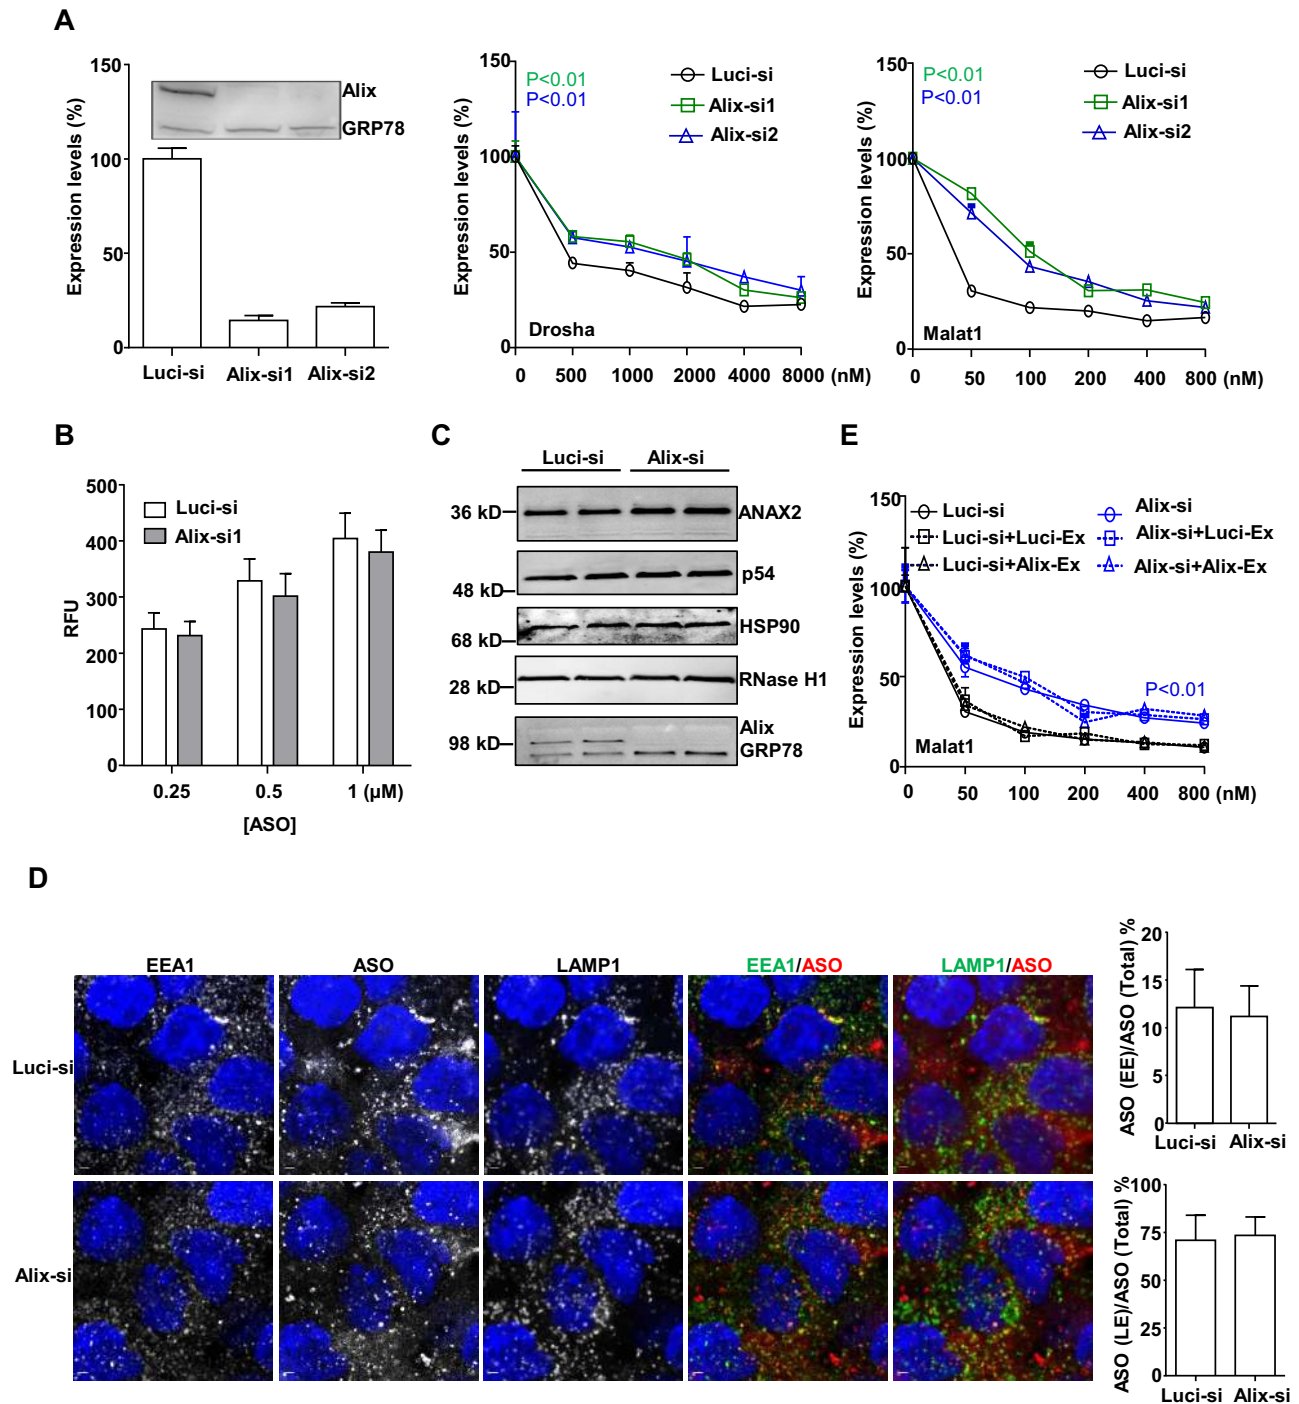 A
150
100
50
0
Expression levels (%)
Alix
GRP78
Luci-si
Alix-si1
Alix-si2
150
100
50
0
Expression levels (%)
P<0.01
P<0.01
Luci-si
Alix-si1
Alix-si2
Drosha
0 500 1000 2000 4000 8000 (nM)
150
100
50
0
Expression levels (%)
P<0.01
P<0.01
Luci-si
Alix-si1
Alix-si2
Malat1
0 50 100 200 400 800 (nM)
B
500
400
300
200
100
0
RFU
Luci-si
Alix-si1
0.25 0.5 1 (µM)
[ASO]
C
Luci-si Alix-si
36 kD ANAX2
48 kD p54
68 kD HSP90
28 kD RNase H1
98 kD Alix
GRP78
E
150
100
50
0
Expression levels (%)
Luci-si
Luci-si+Luci-Ex
Luci-si+Alix-Ex
Alix-si
Alix-si+Luci-Ex
Alix-si+Alix-Ex
P<0.01
Malat1
0 50 100 200 400 800 (nM)
D
EEA1 ASO LAMP1 EEA1/ASO LAMP1/ASO
Luci-si
Alix-si
20
15
10
5
0
ASO (EE)/ASO (Total) %
Luci-si Alix-si
100
75
50
25
0
ASO (LE)/ASO (Total) %
Luci-si Alix-si